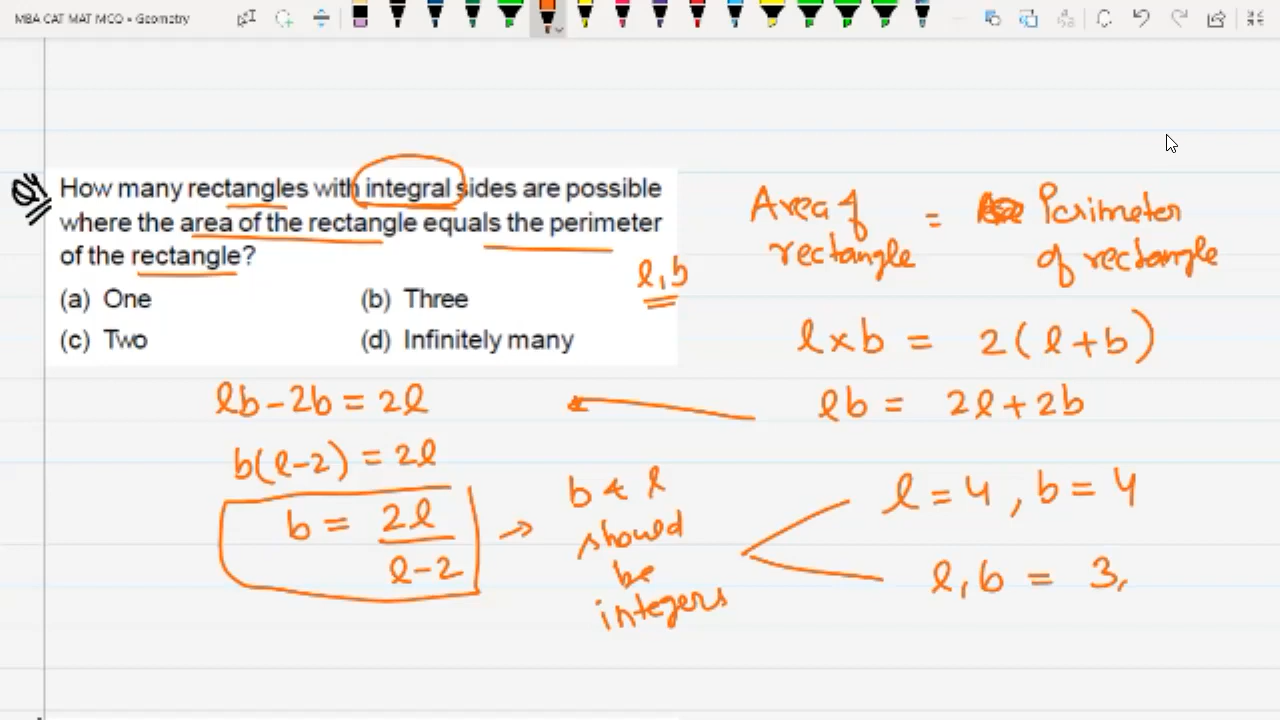 MBA CAT MAT MCQ - Geometry
Q) How many rectangles with integral sides are possible
where the area of the rectangle equals the perimeter
of the rectangle?
(a) One (b) Three
(c) Two (d) Infinitely many
l, b
Area of = Perimeter
rectangle of rectangle
l x b = 2(l + b)
lb = 2l + 2b
lb - 2b = 2l
b(l-2) = 2l
b = 2l
l-2
→ b & l
should
be
integers
l = 4, b = 4
l, b = 3,